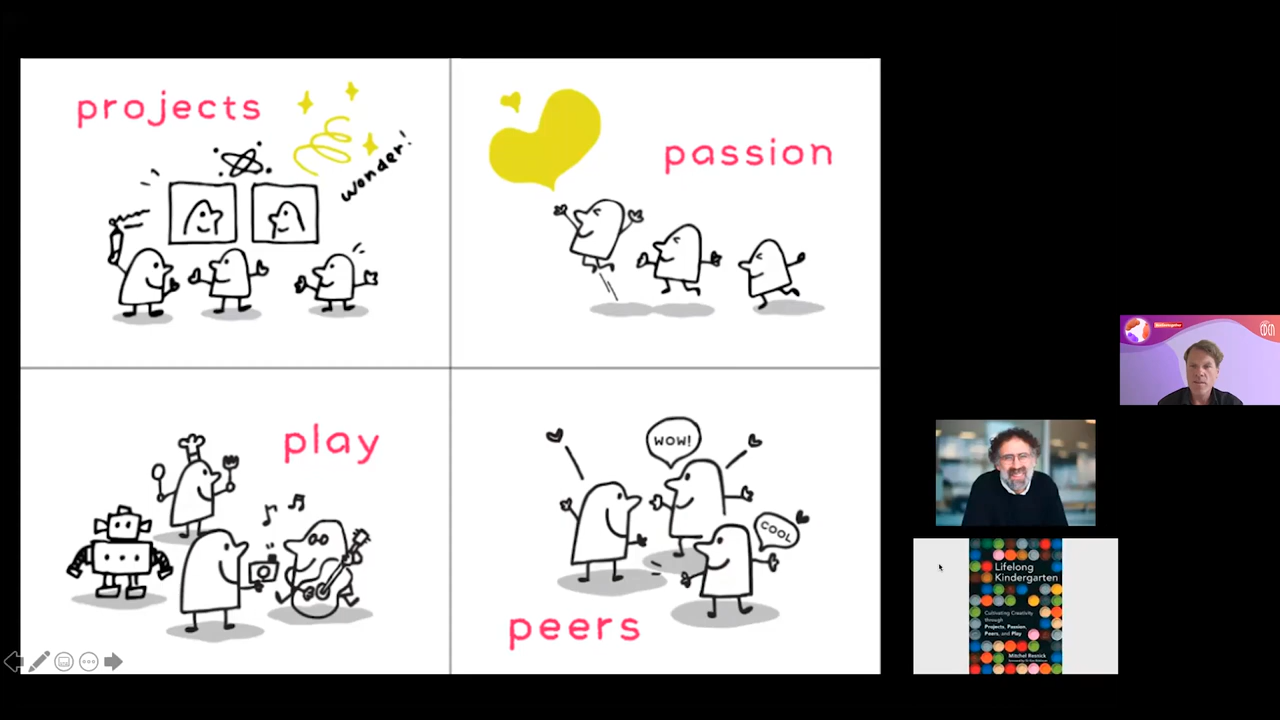 projects
wonder!
passion
play
WOW!
COOL
peers
Lifelong
Kindergarten
Cultivating Creativity
through
Projects, Passion,
Peers, and Play
Mitchel Resnick